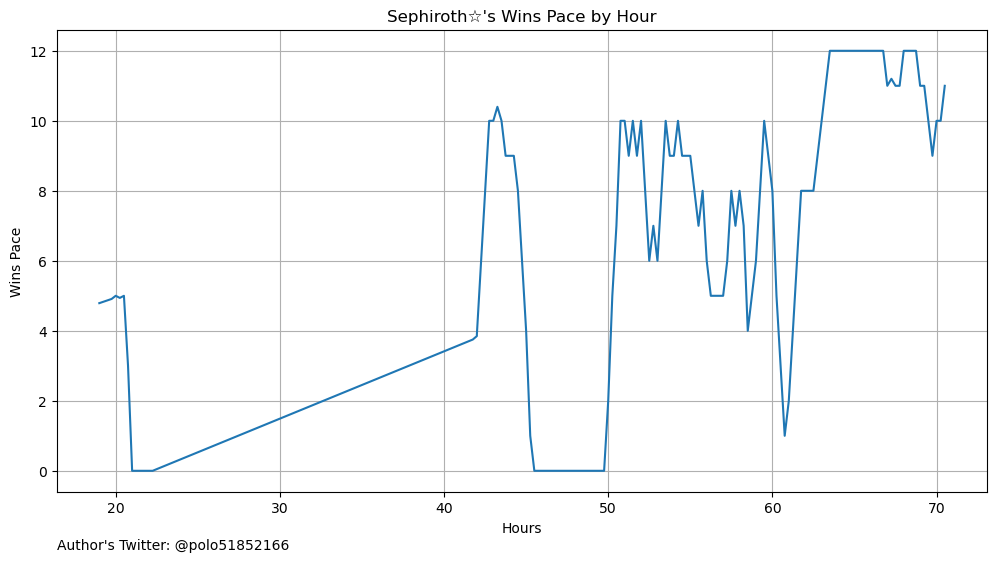 Sephiroth☆'s Wins Pace by Hour
Wins Pace
12
10
8
6
4
2
0
20 30 40 50 60 70
Hours
Author's Twitter: @polo51852166